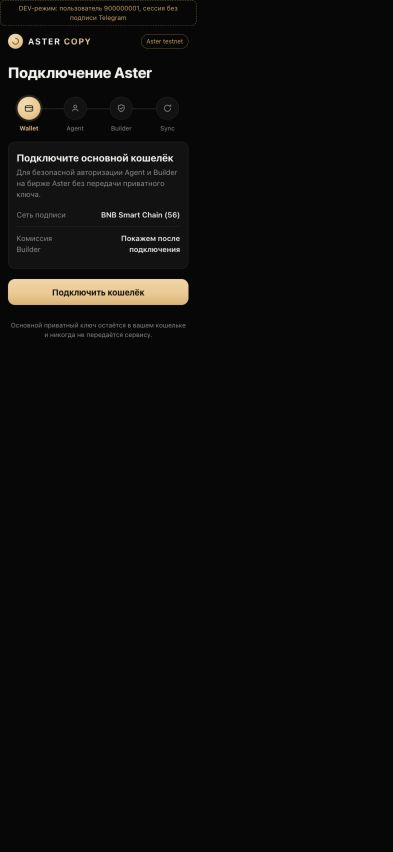 DEV-режим: пользователь 900000001, сессия без
подписи Telegram
ASTER COPY
Aster testnet
Подключение Aster
Wallet
Agent
Builder
Sync
Подключите основной кошелёк
Для безопасной авторизации Agent и Builder
на бирже Aster без передачи приватного
ключа.
Сеть подписи
BNB Smart Chain (56)
Комиссия
Builder
Покажем после
подключения
Подключить кошелёк
Основной приватный ключ остаётся в вашем кошельке
и никогда не передаётся сервису.